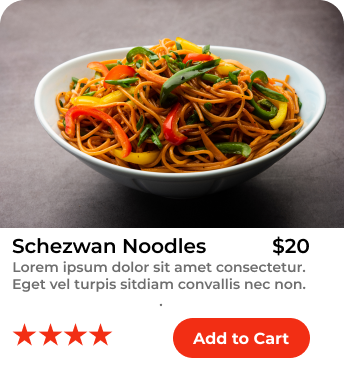 Schezwan Noodles $20
Lorem ipsum dolor sit amet consectetur.
Eget vel turpis sitdiam convallis nec non.
.
Add to Cart